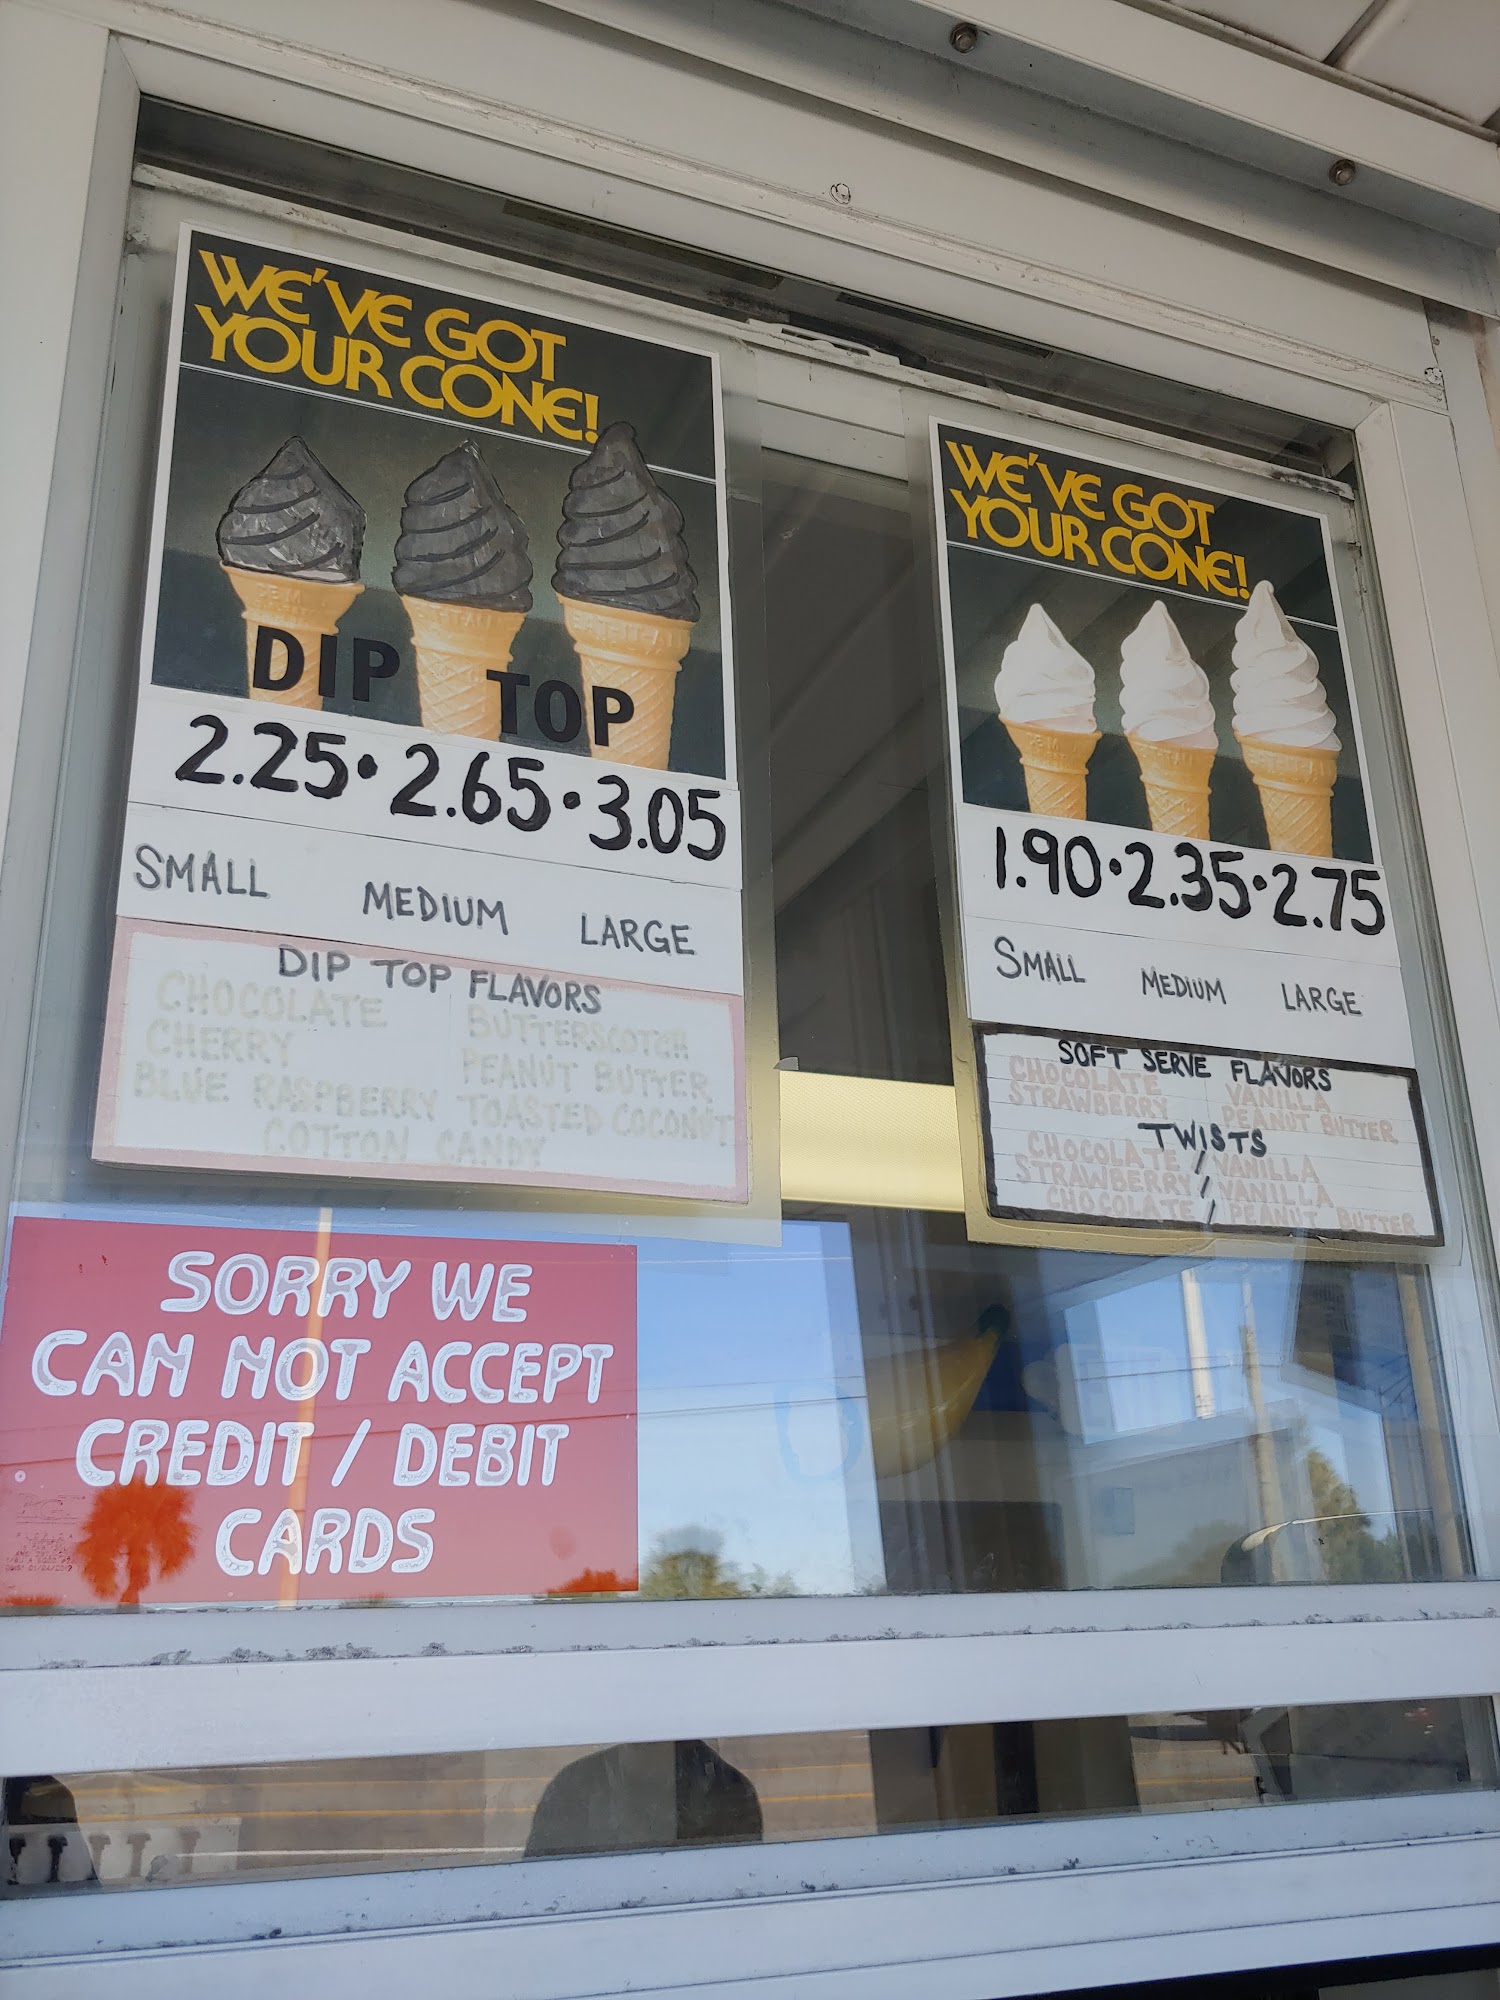 WE'VE GOT
YOUR CONE!
DIP TOP
2.25 • 2.65 • 3.05
SMALL MEDIUM LARGE
DIP TOP FLAVORS
CHOCOLATE BUTTERSCOTCH
CHERRY PEANUT BUTTER
BLUE RASPBERRY TOASTED COCONUT
COTTON CANDY
WE'VE GOT
YOUR CONE!
1.90 • 2.35 • 2.75
SMALL MEDIUM LARGE
SOFT SERVE FLAVORS
CHOCOLATE VANILLA
STRAWBERRY PEANUT BUTTER
TWISTS
CHOCOLATE / VANILLA
STRAWBERRY / VANILLA
CHOCOLATE / PEANUT BUTTER
SORRY WE
CAN NOT ACCEPT
CREDIT / DEBIT
CARDS